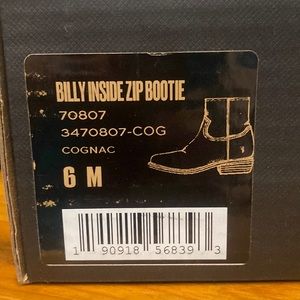 BILLY INSIDE ZIP BOOTIE
70807
3470807-COG
COGNAC
6 M
1 90918 56839 3